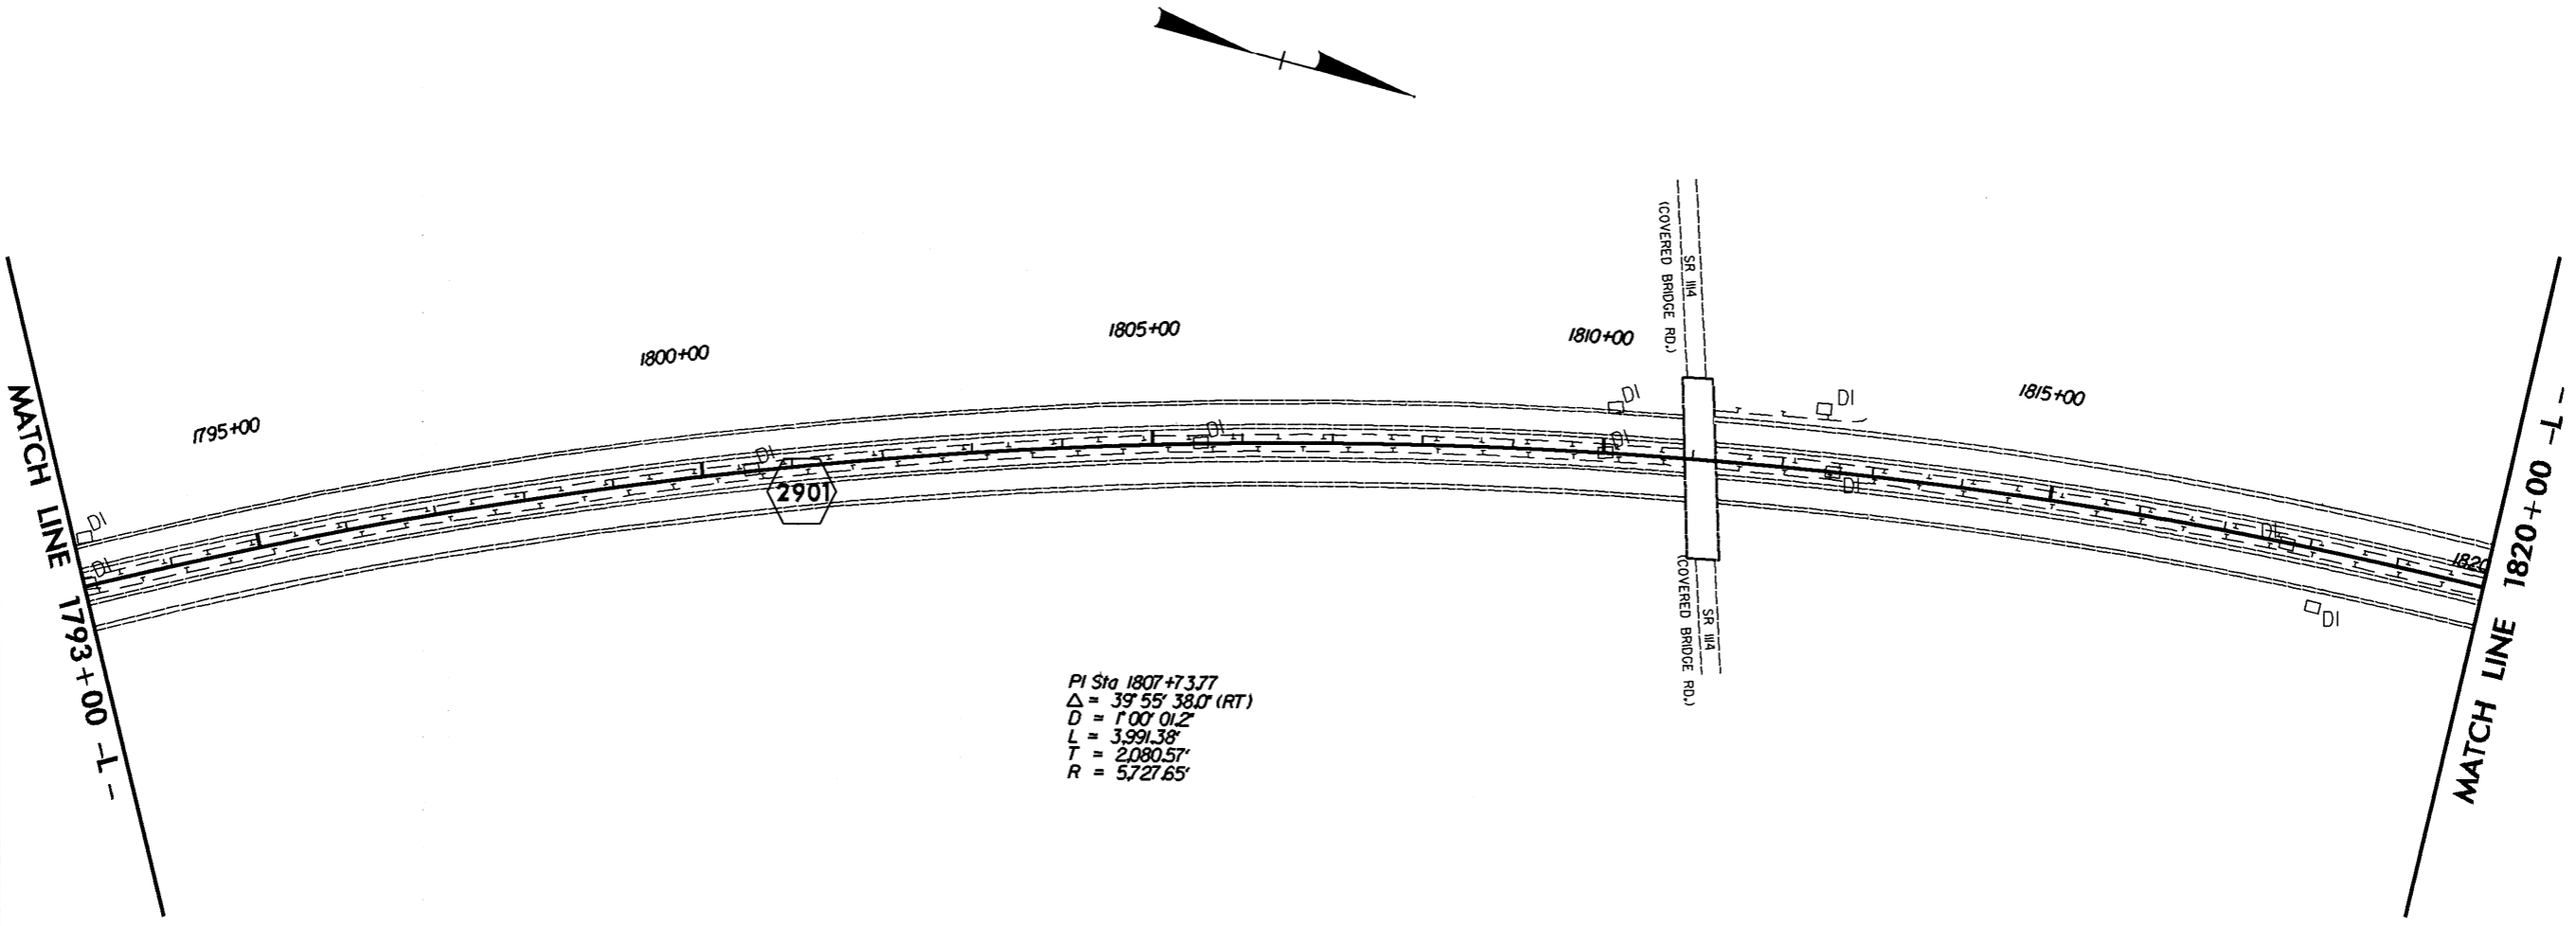 1795+00
1800+00
1805+00
1810+00
1815+00
1820
MATCH LINE 1793+00 -L-
MATCH LINE 1820+00 -L-
(COVERED BRIDGE RD.)
SR 1114
(COVERED BRIDGE RD.)
SR 1114
DI
DI
DI
DI
DI
DI
DI
DI
DI
DI
2901
PI Sta 1807+73.77
Δ = 39° 55' 38.0" (RT)
D = 1° 00' 01.2"
L = 3,991.38'
T = 2,080.57'
R = 5,727.65'